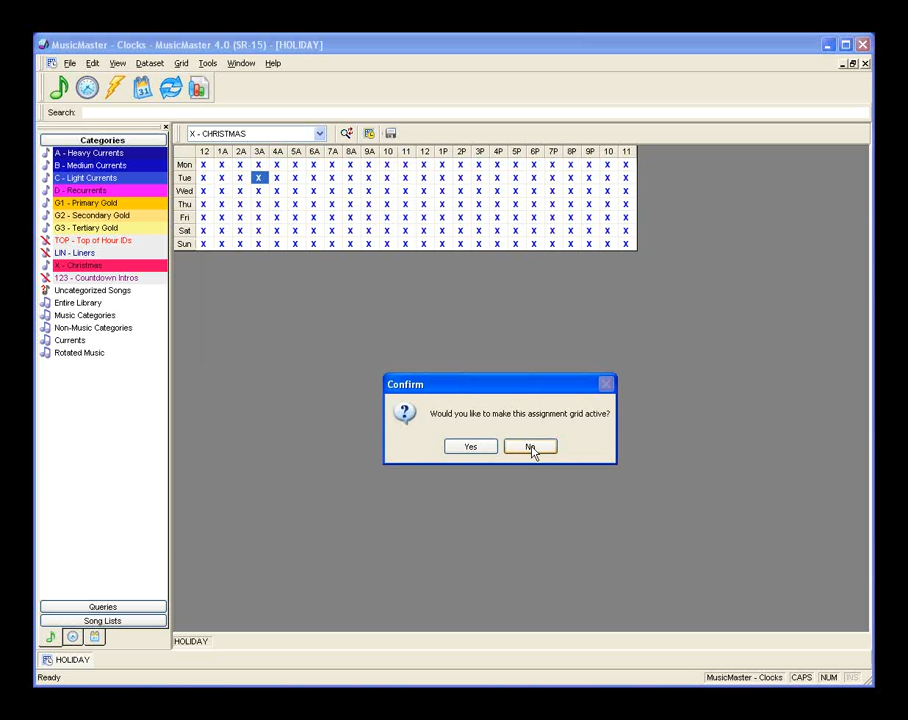 MusicMaster - Clocks - MusicMaster 4.0 (SR-15) - [HOLIDAY]
File Edit View Dataset Grid Tools Window Help
31
Search:
Categories
A - Heavy Currents
B - Medium Currents
C - Light Currents
D - Recurrents
G1 - Primary Gold
G2 - Secondary Gold
G3 - Tertiary Gold
TOP - Top of Hour IDs
LIN - Liners
X - Christmas
123 - Countdown Intros
Uncategorized Songs
Entire Library
Music Categories
Non-Music Categories
Currents
Rotated Music
Queries
Song Lists
X - CHRISTMAS
12 1A 2A 3A 4A 5A 6A 7A 8A 9A 10 11 12 1P 2P 3P 4P 5P 6P 7P 8P 9P 10 11
Mon X X X X X X X X X X X X X X X X X X X X X X X X
Tue X X X X X X X X X X X X X X X X X X X X X X X X
Wed X X X X X X X X X X X X X X X X X X X X X X X X
Thu X X X X X X X X X X X X X X X X X X X X X X X X
Fri X X X X X X X X X X X X X X X X X X X X X X X X
Sat X X X X X X X X X X X X X X X X X X X X X X X X
Sun X X X X X X X X X X X X X X X X X X X X X X X X
Confirm
Would you like to make this assignment grid active?
Yes No
HOLIDAY
HOLIDAY
Ready MusicMaster - Clocks CAPS NUM INS